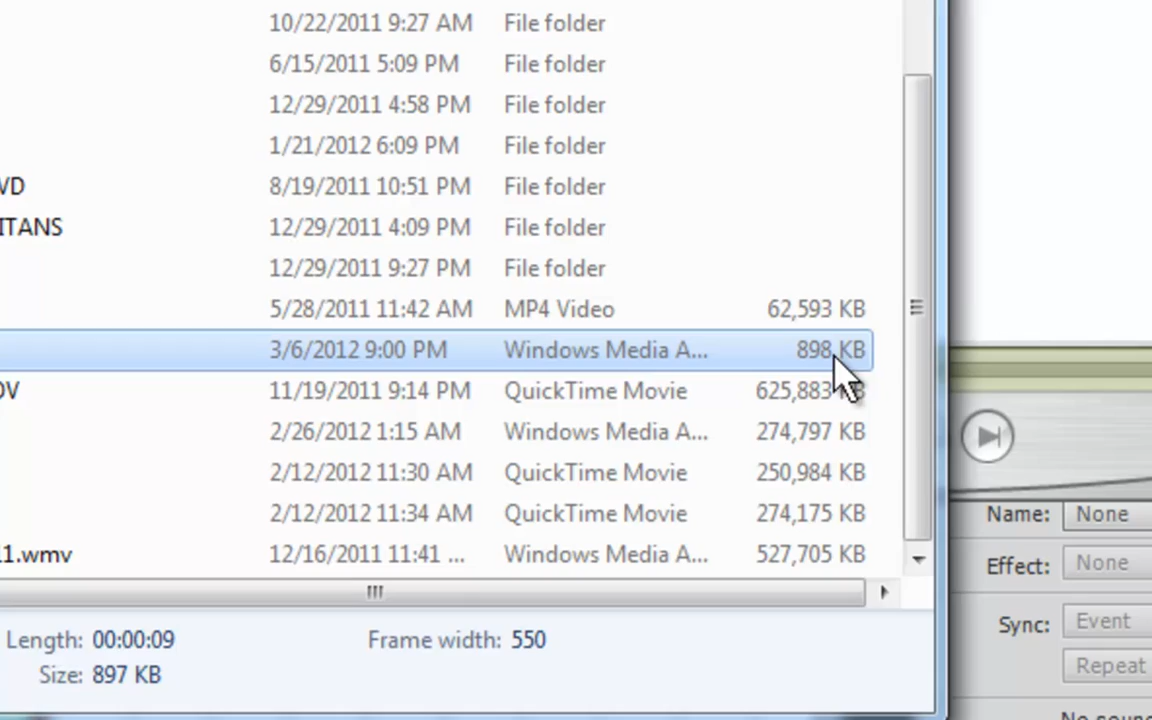 10/22/2011 9:27 AM File folder
6/15/2011 5:09 PM File folder
12/29/2011 4:58 PM File folder
1/21/2012 6:09 PM File folder
VD 8/19/2011 10:51 PM File folder
ITANS 12/29/2011 4:09 PM File folder
12/29/2011 9:27 PM File folder
5/28/2011 11:42 AM MP4 Video 62,593 KB
3/6/2012 9:00 PM Windows Media A... 898 KB
OV 11/19/2011 9:14 PM QuickTime Movie 625,883 KB
2/26/2012 1:15 AM Windows Media A... 274,797 KB
2/12/2012 11:30 AM QuickTime Movie 250,984 KB
2/12/2012 11:34 AM QuickTime Movie 274,175 KB
11.wmv 12/16/2011 11:41 ... Windows Media A... 527,705 KB
Length: 00:00:09 Frame width: 550
Size: 897 KB
Name: None
Effect: None
Sync: Event
Repeat
No sound